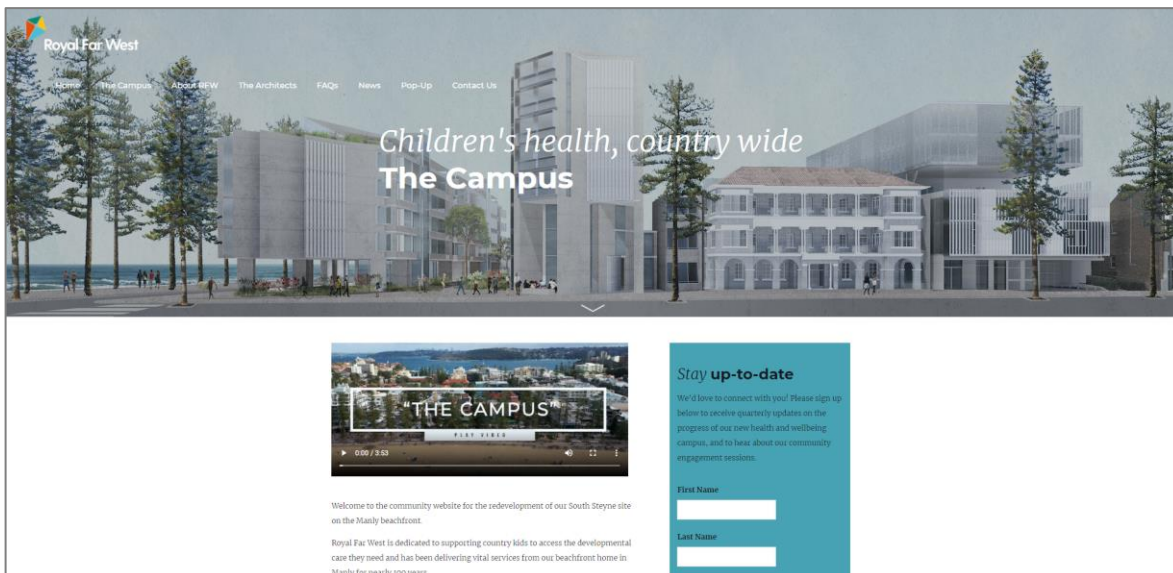 Royal Far West
Home The Campus About RFW The Architects FAQs News Pop-Up Contact Us
Children's health, country wide
The Campus
"THE CAMPUS"
PLAY VIDEO
0:00 / 3:53
Welcome to the community website for the redevelopment of our South Steyne site
on the Manly beachfront.
Royal Far West is dedicated to supporting country kids to access the developmental
care they need and has been delivering vital services from our beachfront home in
Manly for nearly 100 years
Stay up-to-date
We'd love to connect with you! Please sign up
below to receive quarterly updates on the
progress of our new health and wellbeing
campus, and to hear about our community
engagement sessions.
First Name
Last Name